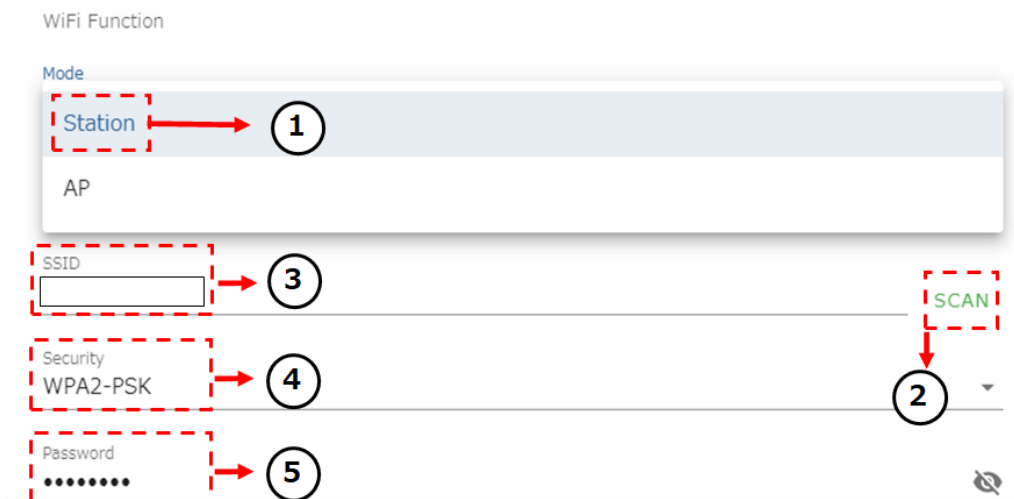 WiFi Function
Mode
Station
1
AP
SSID
3
SCAN
Security
WPA2-PSK
4
2
Password
••••••••
5